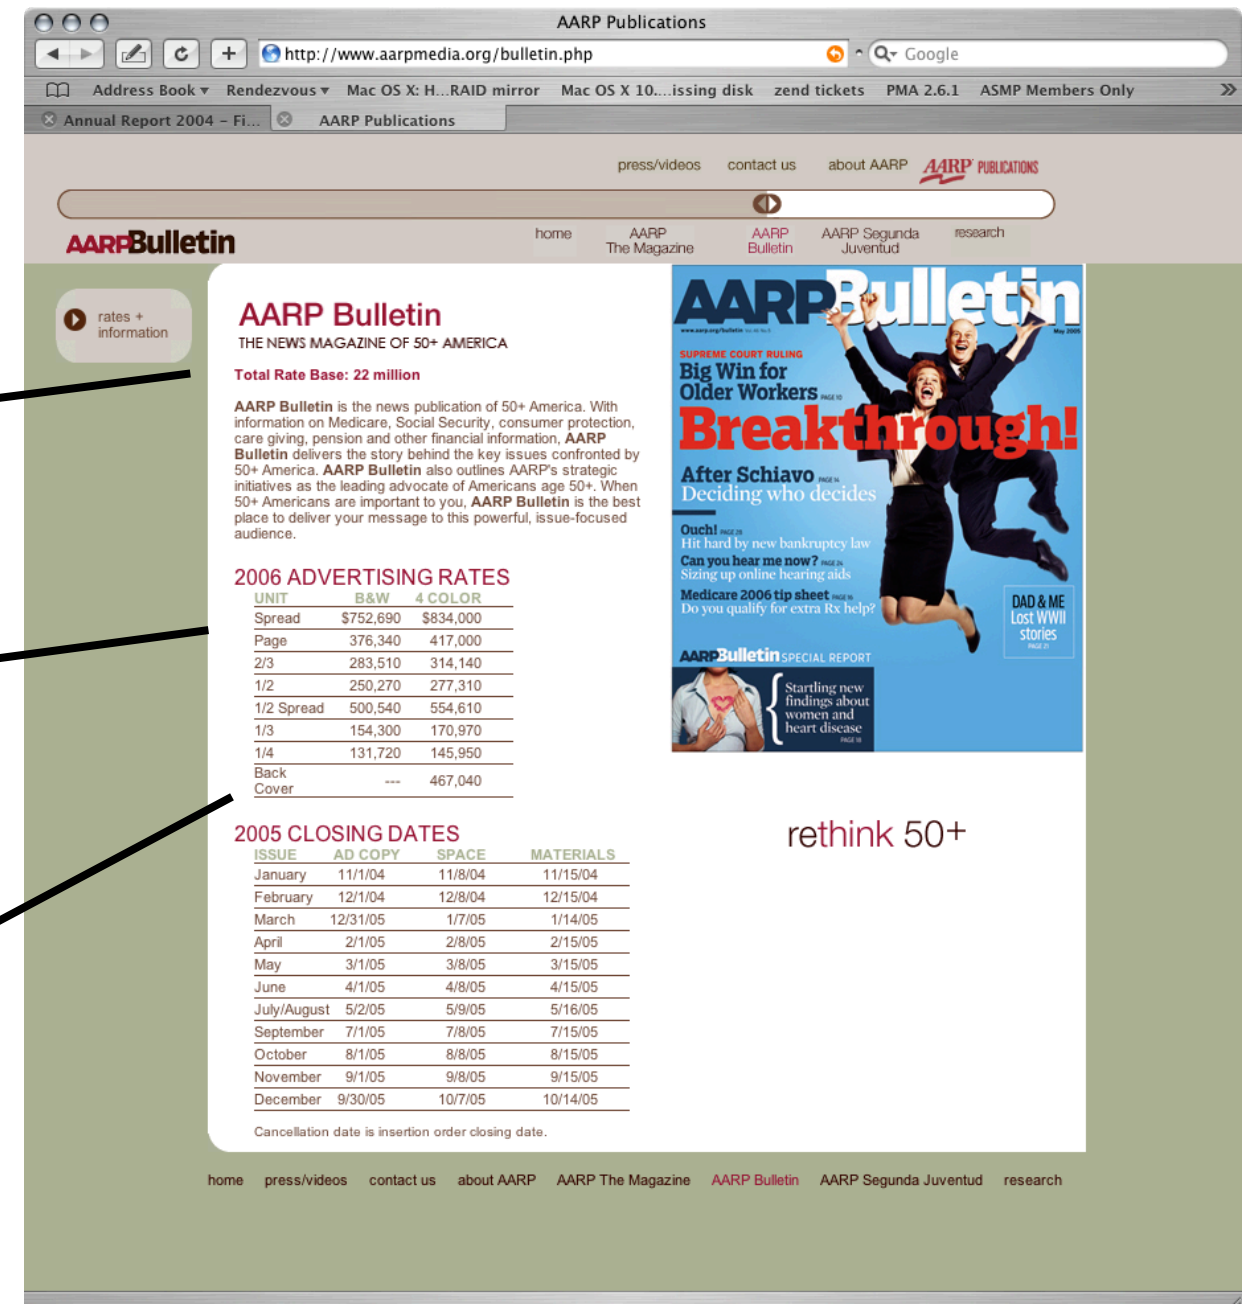 AARP Publications
http://www.aarpmedia.org/bulletin.php
Google
Address Book Rendezvous Mac OS X: H...RAID mirror Mac OS X 10....issing disk zend tickets PMA 2.6.1 ASMP Members Only
Annual Report 2004 – Fi... AARP Publications
press/videos contact us about AARP AARP PUBLICATIONS
AARP Bulletin
home AARP The Magazine AARP Bulletin AARP Segunda Juventud research
rates +
information
AARP Bulletin
THE NEWS MAGAZINE OF 50+ AMERICA
Total Rate Base: 22 million
AARP Bulletin is the news publication of 50+ America. With
information on Medicare, Social Security, consumer protection,
care giving, pension and other financial information, AARP
Bulletin delivers the story behind the key issues confronted by
50+ America. AARP Bulletin also outlines AARP's strategic
initiatives as the leading advocate of Americans age 50+. When
50+ Americans are important to you, AARP Bulletin is the best
place to deliver your message to this powerful, issue-focused
audience.
2006 ADVERTISING RATES
UNIT B&W 4 COLOR
Spread $752,690 $834,000
Page 376,340 417,000
2/3 283,510 314,140
1/2 250,270 277,310
1/2 Spread 500,540 554,610
1/3 154,300 170,970
1/4 131,720 145,950
Back
Cover --- 467,040
2005 CLOSING DATES
ISSUE AD COPY SPACE MATERIALS
January 11/1/04 11/8/04 11/15/04
February 12/1/04 12/8/04 12/15/04
March 12/31/05 1/7/05 1/14/05
April 2/1/05 2/8/05 2/15/05
May 3/1/05 3/8/05 3/15/05
June 4/1/05 4/8/05 4/15/05
July/August 5/2/05 5/9/05 5/16/05
September 7/1/05 7/8/05 7/15/05
October 8/1/05 8/8/05 8/15/05
November 9/1/05 9/8/05 9/15/05
December 9/30/05 10/7/05 10/14/05
Cancellation date is insertion order closing date.
AARP Bulletin
www.aarp.org/bulletin
May 2005
SUPREME COURT RULING
Big Win for
Older Workers PAGE 10
Breakthrough!
After Schiavo PAGE 14
Deciding who decides
Ouch! PAGE 20
Hit hard by new bankruptcy law
Can you hear me now? PAGE 24
Sizing up online hearing aids
Medicare 2006 tip sheet PAGE 16
Do you qualify for extra Rx help?
DAD & ME
Lost WWII
stories
PAGE 21
AARP Bulletin SPECIAL REPORT
Startling new
findings about
women and
heart disease
PAGE 18
rethink 50+
home press/videos contact us about AARP AARP The Magazine AARP Bulletin AARP Segunda Juventud research